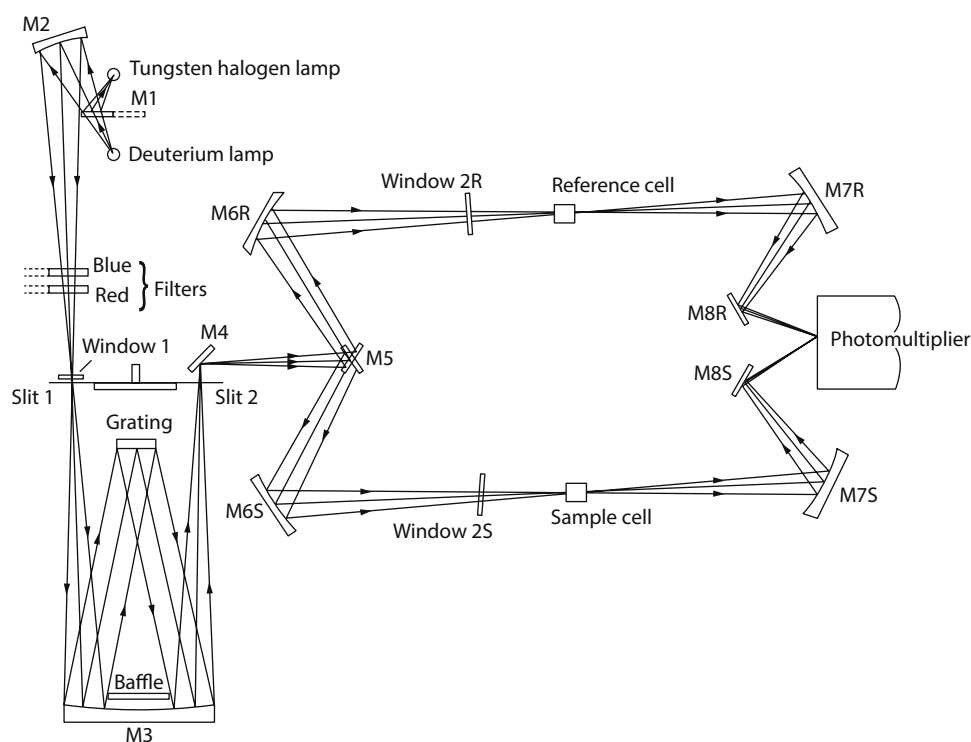 M2
Tungsten halogen lamp
M1
Deuterium lamp
Window 2R
Reference cell
M7R
M6R
Blue
Red
Filters
M8R
M4
Window 1
M5
Photomultiplier
M8S
Slit 1
Slit 2
Grating
M6S
Window 2S
Sample cell
M7S
Baffle
M3